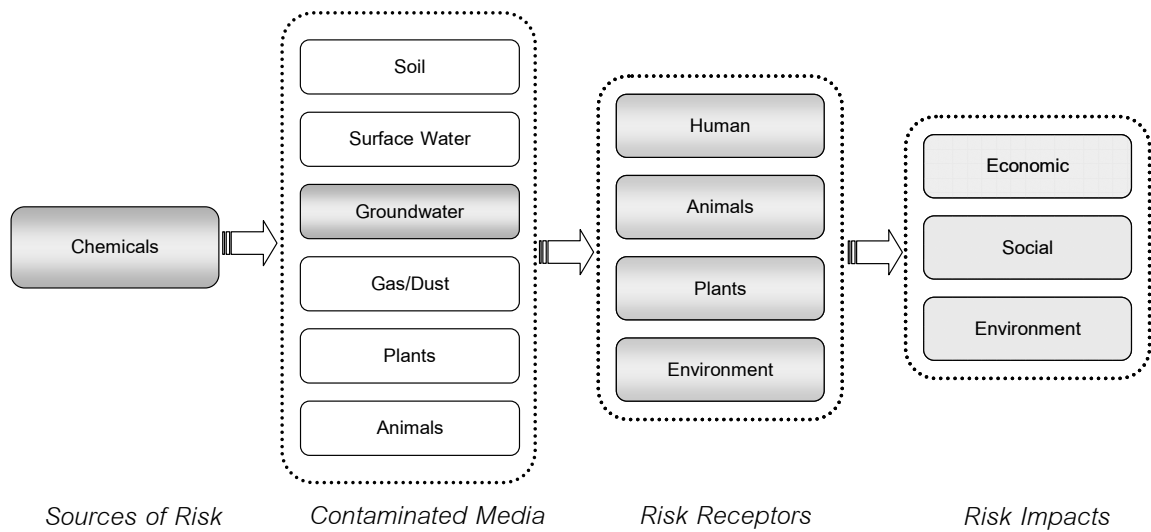 Chemicals
Soil
Surface Water
Groundwater
Gas/Dust
Plants
Animals
Human
Animals
Plants
Environment
Economic
Social
Environment
Sources of Risk
Contaminated Media
Risk Receptors
Risk Impacts